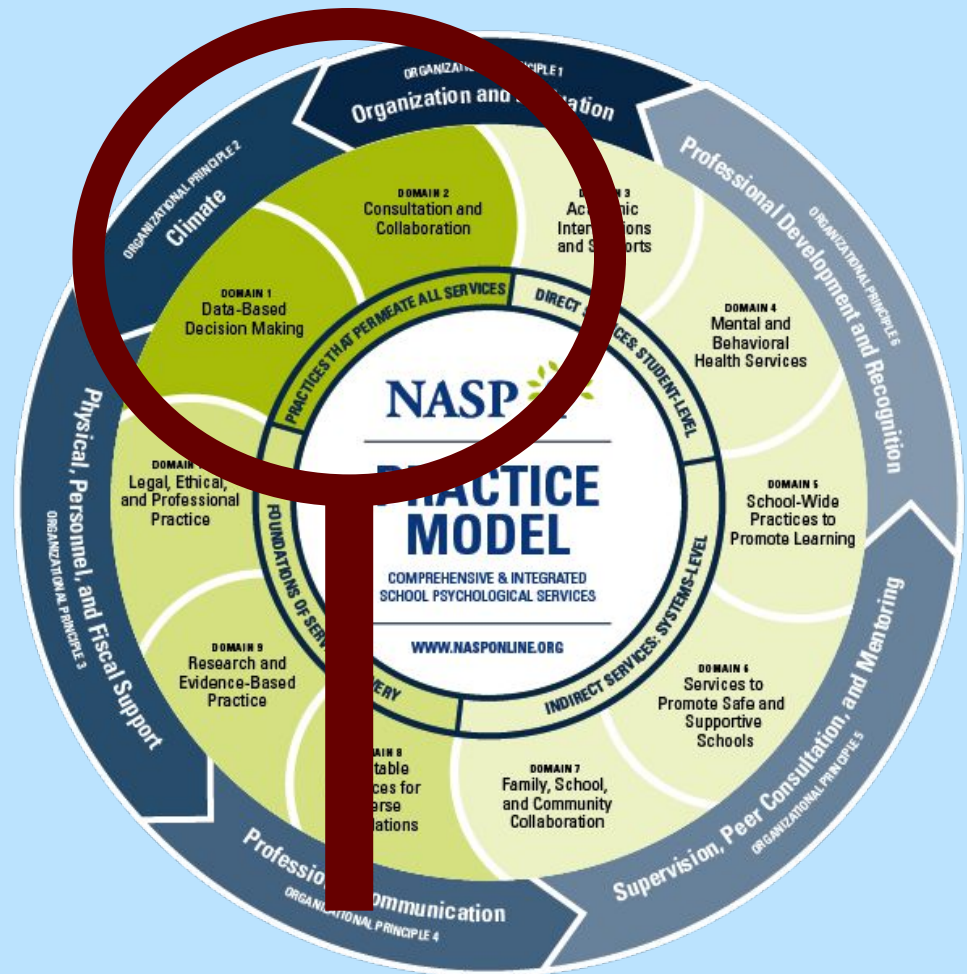 ORGANIZATIONAL PRINCIPLE 1
Organization and
ORGANIZATIONAL PRINCIPLE 2
Climate
Physical, Personnel, and Fiscal Support
ORGANIZATIONAL PRINCIPLE 3
Professional Communication
ORGANIZATIONAL PRINCIPLE 4
Supervision, Peer Consultation, and Mentoring
ORGANIZATIONAL PRINCIPLE 5
Professional Development and Recognition
ORGANIZATIONAL PRINCIPLE 6
DOMAIN 1
Data-Based
Decision Making
DOMAIN 2
Consultation and
Collaboration
DOMAIN 3
Academic
Interventions
and Supports
DOMAIN 4
Mental and
Behavioral
Health Services
DOMAIN 5
School-Wide
Practices to
Promote Learning
DOMAIN 6
Services to
Promote Safe and
Supportive
Schools
DOMAIN 7
Family, School,
and Community
Collaboration
DOMAIN 8
DOMAIN 9
Research and
Evidence-Based
Practice
DOMAIN
Legal, Ethical,
and Professional
Practice
PRACTICES THAT PERMEATE ALL SERVICES
DIRECT SERVICES: STUDENT-LEVEL
INDIRECT SERVICES: SYSTEMS-LEVEL
FOUNDATIONS OF SERVICE DELIVERY
NASP
PRACTICE
MODEL
COMPREHENSIVE & INTEGRATED
SCHOOL PSYCHOLOGICAL SERVICES
WWW.NASPONLINE.ORG